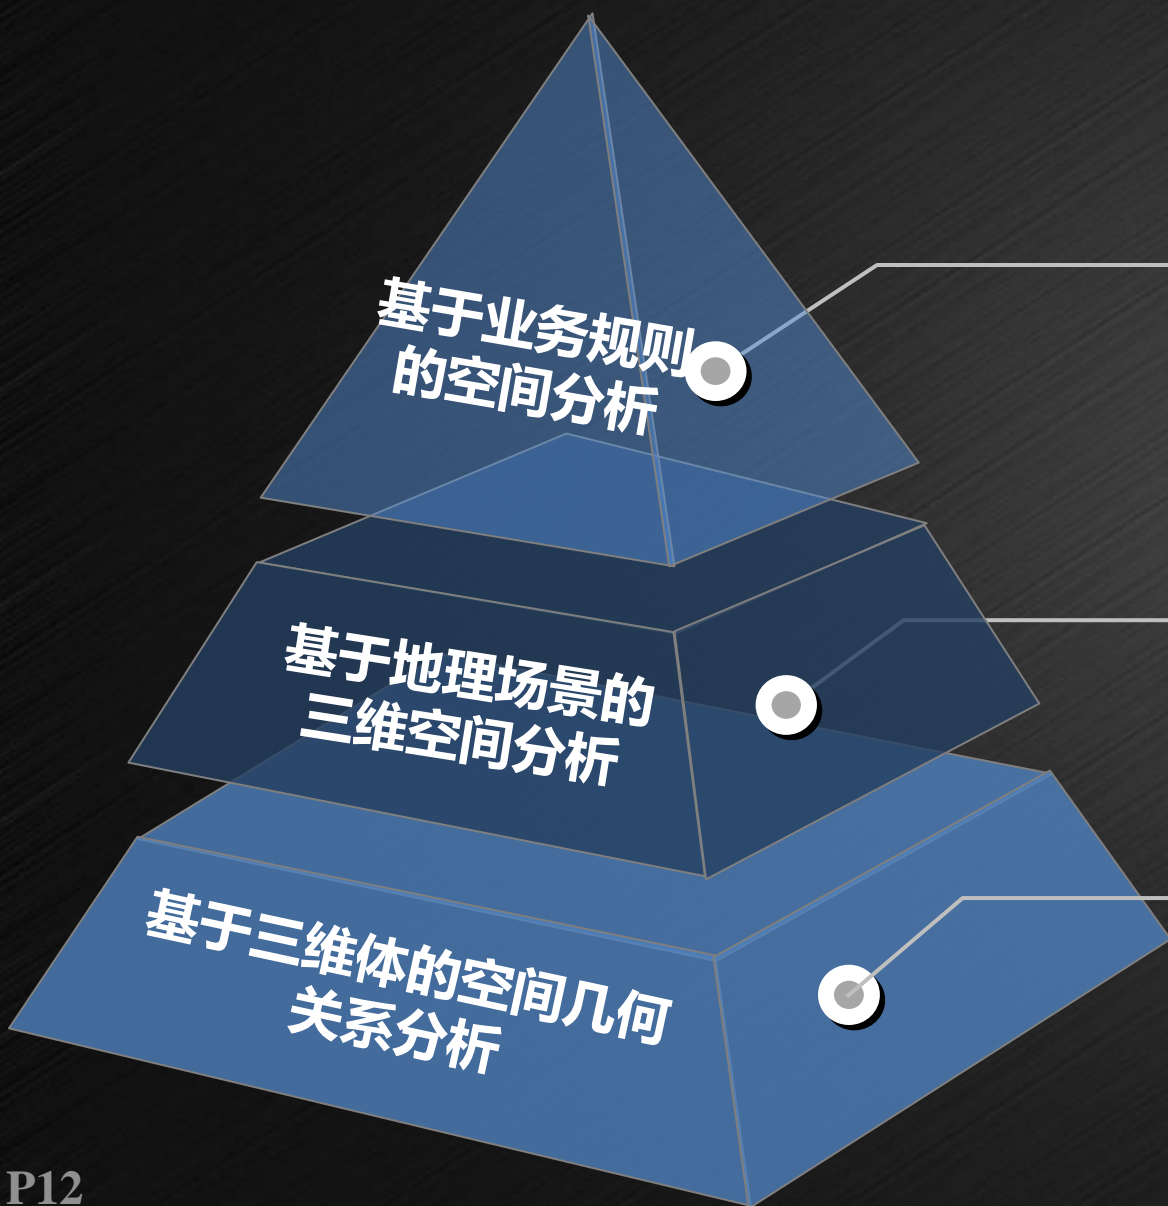 基于业务规则
的空间分析
基于地理场景的
三维空间分析
基于三维体的空间几何
关系分析
P12